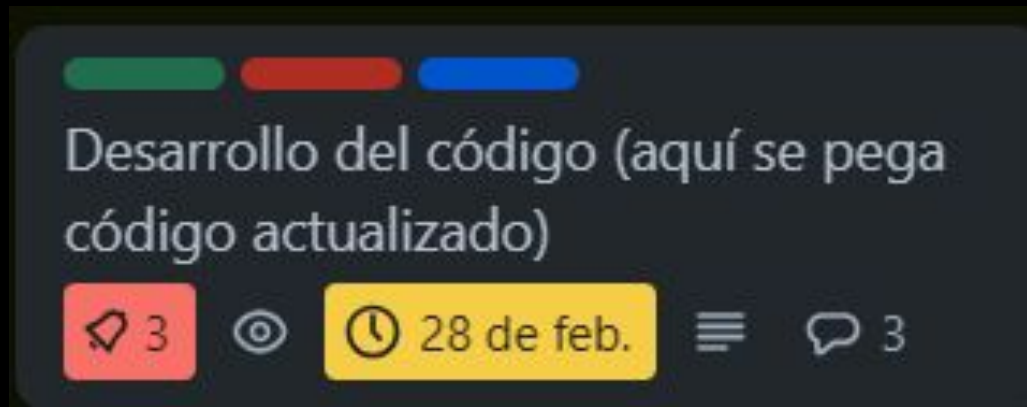 Desarrollo del código (aquí se pega
código actualizado)
3 28 de feb. 3